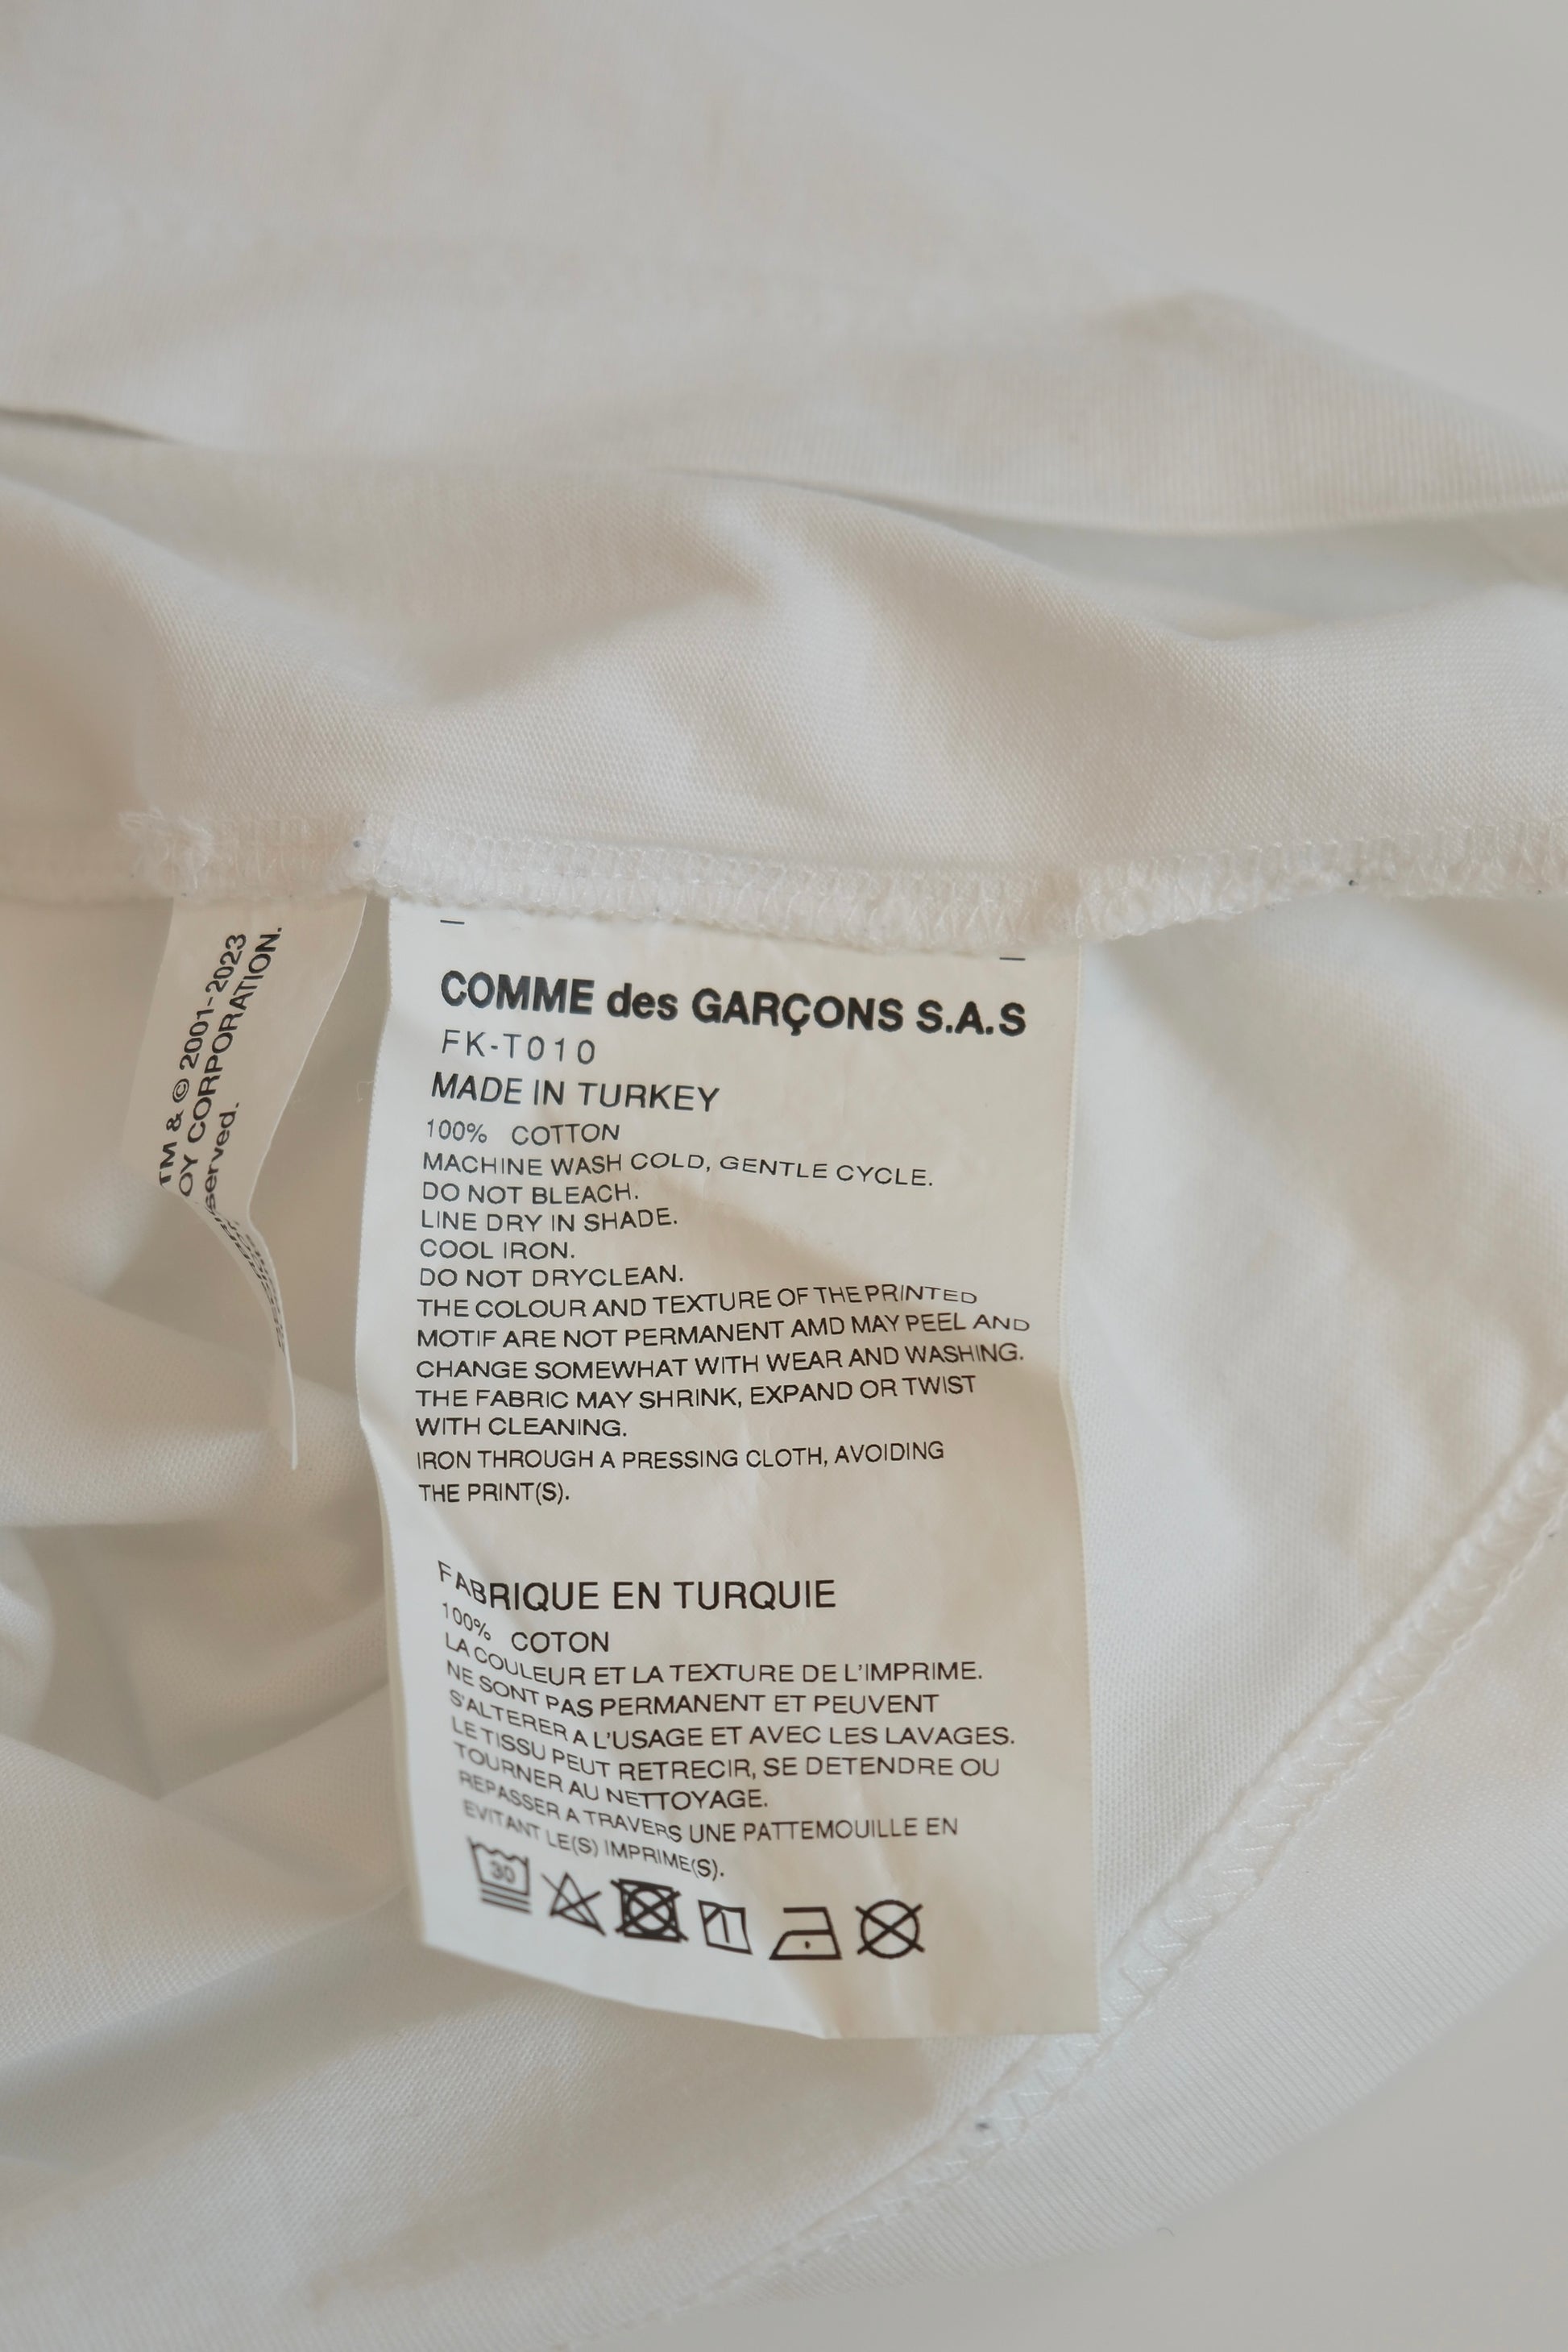 TM & © 2001-2023
OY CORPORATION.
served.
COMME des GARÇONS S.A.S
FK-T010
MADE IN TURKEY
100% COTTON
MACHINE WASH COLD, GENTLE CYCLE.
DO NOT BLEACH.
LINE DRY IN SHADE.
COOL IRON.
DO NOT DRYCLEAN.
THE COLOUR AND TEXTURE OF THE PRINTED
MOTIF ARE NOT PERMANENT AMD MAY PEEL AND
CHANGE SOMEWHAT WITH WEAR AND WASHING.
THE FABRIC MAY SHRINK, EXPAND OR TWIST
WITH CLEANING.
IRON THROUGH A PRESSING CLOTH, AVOIDING
THE PRINT(S).
FABRIQUE EN TURQUIE
100% COTON
LA COULEUR ET LA TEXTURE DE L'IMPRIME.
NE SONT PAS PERMANENT ET PEUVENT
S'ALTERER A L'USAGE ET AVEC LES LAVAGES.
LE TISSU PEUT RETRECIR, SE DETENDRE OU
TOURNER AU NETTOYAGE.
REPASSER A TRAVERS UNE PATTEMOUILLE EN
EVITANT LE(S) IMPRIME(S).
30